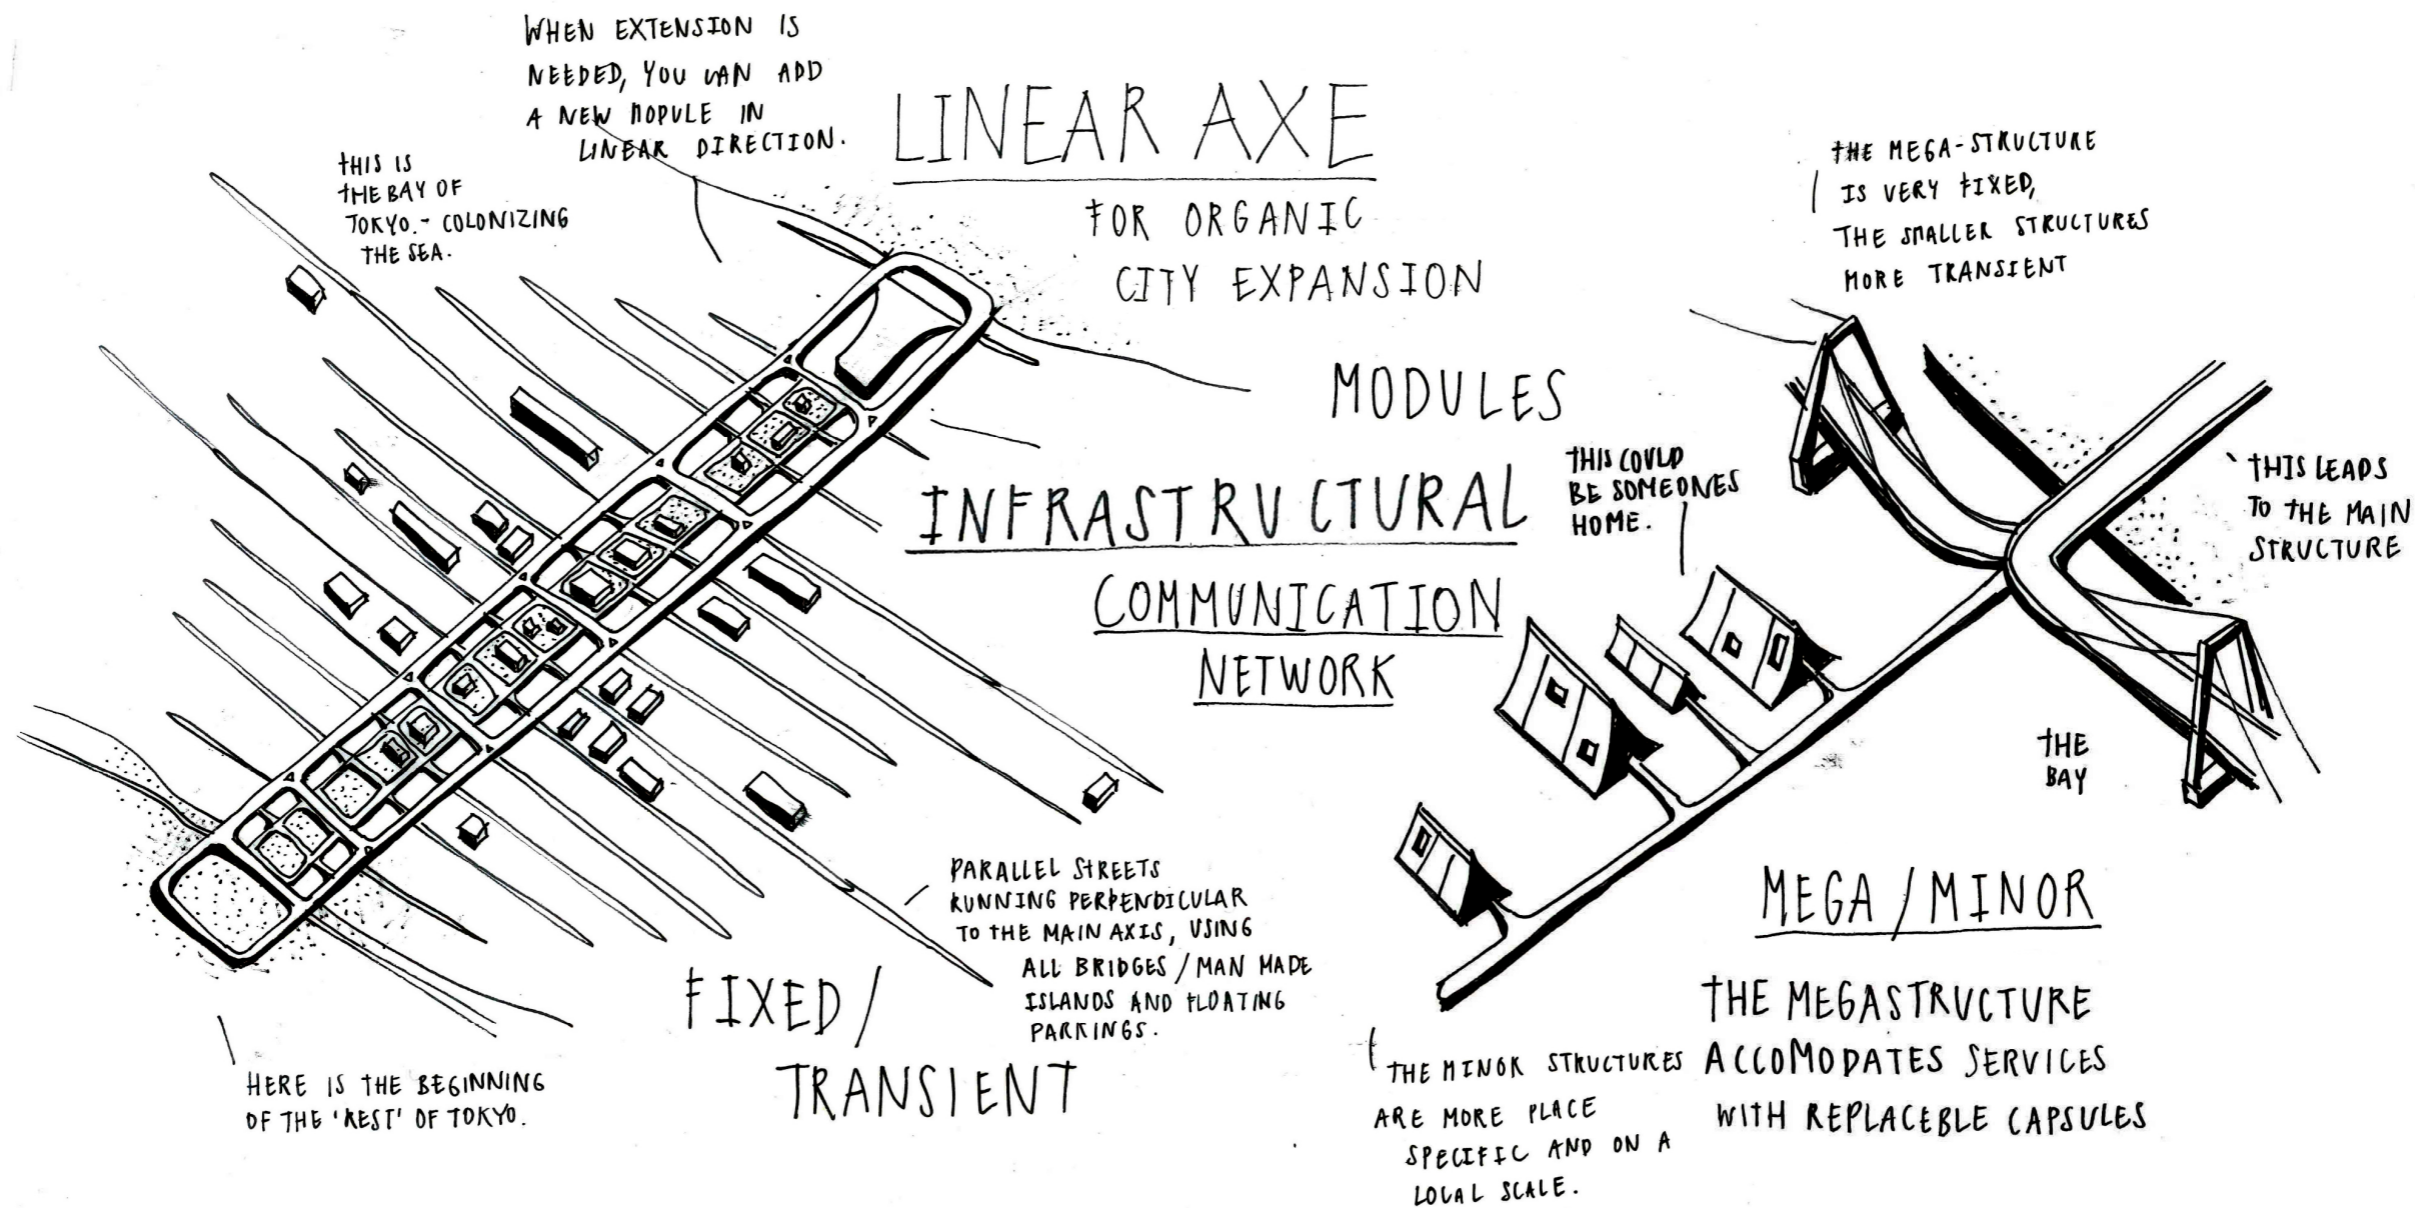 WHEN EXTENSION IS
NEEDED, YOU CAN ADD
A NEW MODULE IN
LINEAR DIRECTION.
THIS IS
THE BAY OF
TOKYO. - COLONIZING
THE SEA.
LINEAR AXE
FOR ORGANIC
CITY EXPANSION
MODULES
INFRASTRUCTURAL
COMMUNICATION
NETWORK
THE MEGA-STRUCTURE
IS VERY FIXED,
THE SMALLER STRUCTURES
MORE TRANSIENT
THIS COULD
BE SOMEONES
HOME.
THIS LEADS
TO THE MAIN
STRUCTURE
THE
BAY
PARALLEL STREETS
RUNNING PERPENDICULAR
TO THE MAIN AXIS, USING
ALL BRIDGES / MAN MADE
ISLANDS AND FLOATING
PARKINGS.
FIXED /
TRANSIENT
HERE IS THE BEGINNING
OF THE 'REST' OF TOKYO.
MEGA / MINOR
THE MEGASTRUCTURE
ACCOMODATES SERVICES
WITH REPLACEBLE CAPSULES
THE MINOR STRUCTURES
ARE MORE PLACE
SPECIFIC AND ON A
LOCAL SCALE.